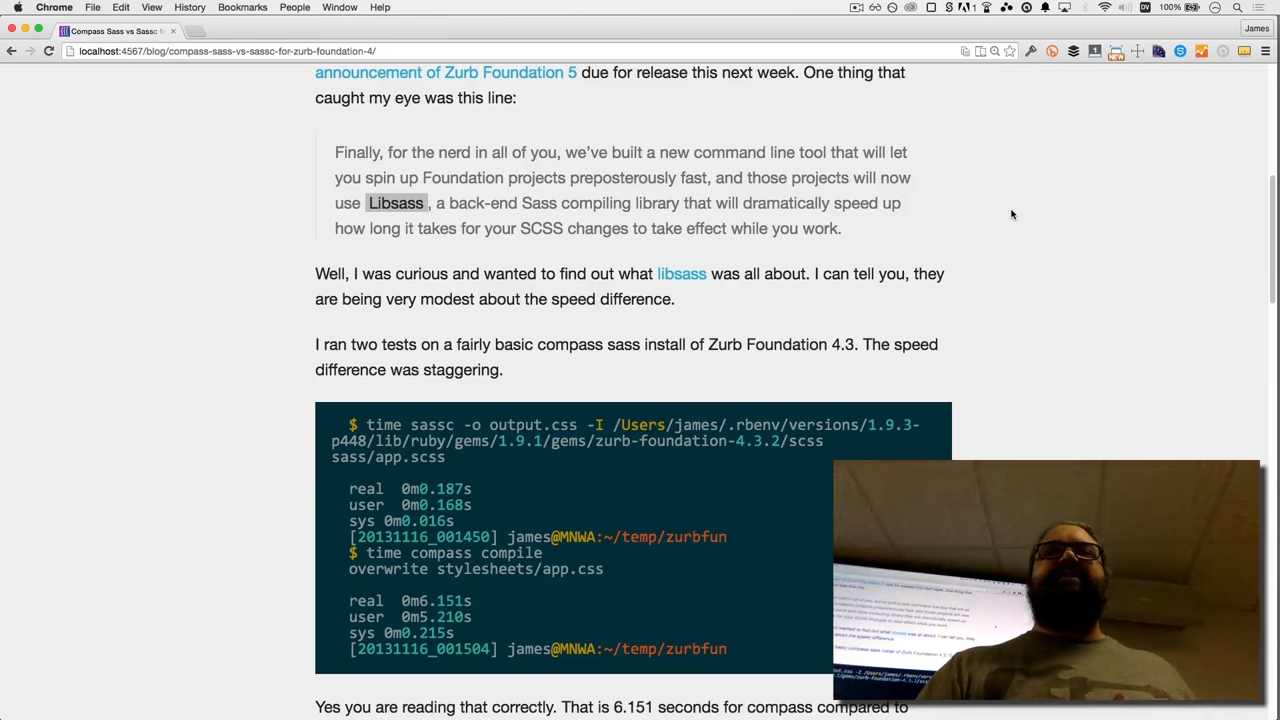 Chrome File Edit View History Bookmarks People Window Help
100%
Compass Sass vs Sassc f
James
localhost:4567/blog/compass-sass-vs-sassc-for-zurb-foundation-4/
announcement of Zurb Foundation 5 due for release this next week. One thing that
caught my eye was this line:
Finally, for the nerd in all of you, we’ve built a new command line tool that will let
you spin up Foundation projects preposterously fast, and those projects will now
use Libsass, a back-end Sass compiling library that will dramatically speed up
how long it takes for your SCSS changes to take effect while you work.
Well, I was curious and wanted to find out what libsass was all about. I can tell you, they
are being very modest about the speed difference.
I ran two tests on a fairly basic compass sass install of Zurb Foundation 4.3. The speed
difference was staggering.
$ time sassc -o output.css -I /Users/james/.rbenv/versions/1.9.3-
p448/lib/ruby/gems/1.9.1/gems/zurb-foundation-4.3.2/scss
sass/app.scss
real 0m0.187s
user 0m0.168s
sys 0m0.016s
[20131116_001450] james@MNWA:~/temp/zurbfun
$ time compass compile
overwrite stylesheets/app.css
real 0m6.151s
user 0m5.210s
sys 0m0.215s
[20131116_001504] james@MNWA:~/temp/zurbfun
Yes you are reading that correctly. That is 6.151 seconds for compass compared to